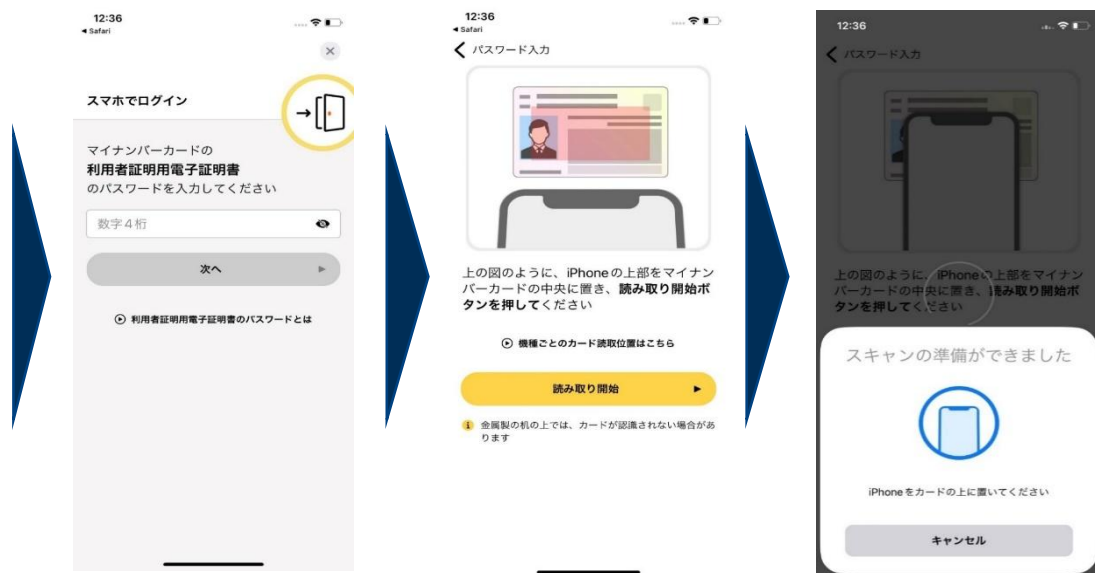 12:36
◀ Safari
スマホでログイン
マイナンバーカードの
利用者証明用電子証明書
のパスワードを入力してください
数字4桁
次へ
利用者証明用電子証明書のパスワードとは
12:36
◀ Safari
パスワード入力
上の図のように、iPhoneの上部をマイナン
バーカードの中央に置き、読み取り開始ボ
タンを押してください
機種ごとのカード読取位置はこちら
読み取り開始
金属製の机の上では、カードが認識されない場合があ
ります
12:36
パスワード入力
上の図のように、iPhoneの上部をマイナン
バーカードの中央に置き、読み取り開始ボ
タンを押してください
スキャンの準備ができました
iPhoneをカードの上に置いてください
キャンセル